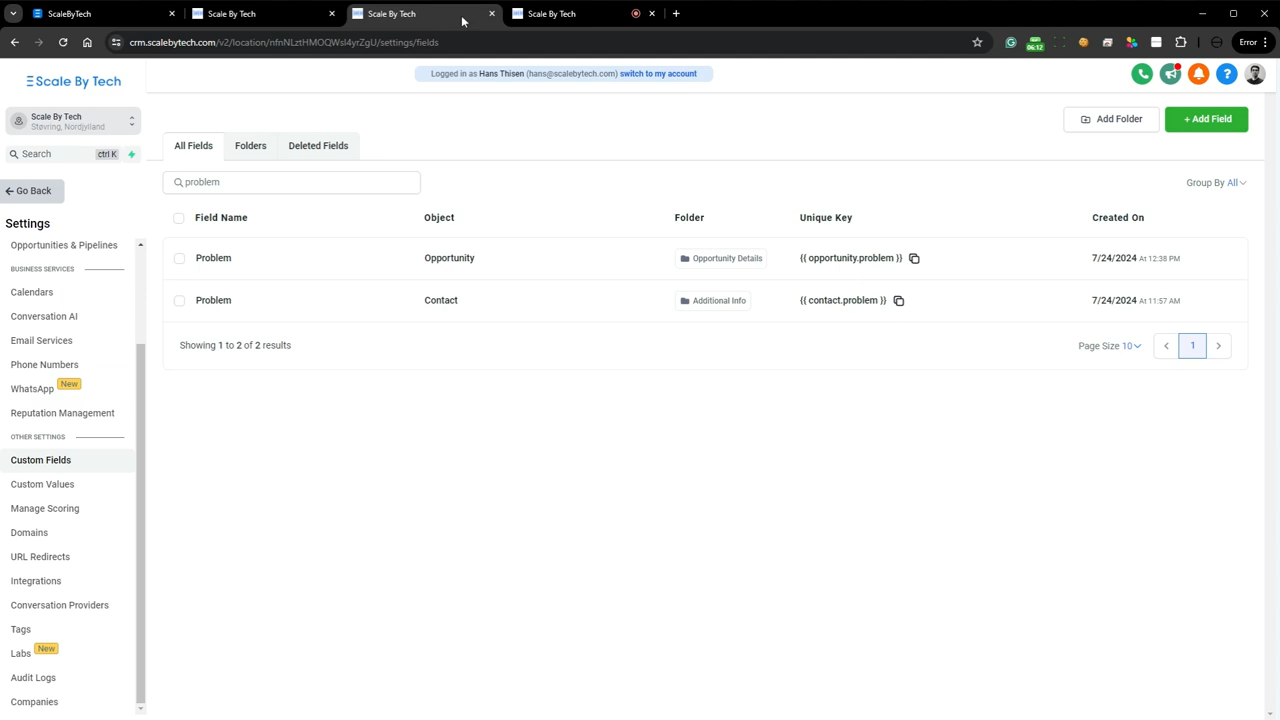 ScaleByTech
Scale By Tech
Scale By Tech
Scale By Tech
crm.scalebytech.com/v2/location/nfnNLztHMOQWsl4yrZgU/settings/fields
06:12
Error
Scale By Tech
Logged in as Hans Thisen (hans@scalebytech.com) switch to my account
Scale By Tech
Støvring, Nordjylland
Search
ctrl K
Go Back
Settings
Opportunities & Pipelines
BUSINESS SERVICES
Calendars
Conversation AI
Email Services
Phone Numbers
WhatsApp New
Reputation Management
OTHER SETTINGS
Custom Fields
Custom Values
Manage Scoring
Domains
URL Redirects
Integrations
Conversation Providers
Tags
Labs New
Audit Logs
Companies
Add Folder
+ Add Field
All Fields
Folders
Deleted Fields
problem
Group By All
Field Name Object Folder Unique Key Created On
Problem Opportunity Opportunity Details {{ opportunity.problem }} 7/24/2024 At 12:38 PM
Problem Contact Additional Info {{ contact.problem }} 7/24/2024 At 11:57 AM
Showing 1 to 2 of 2 results
Page Size 10
1